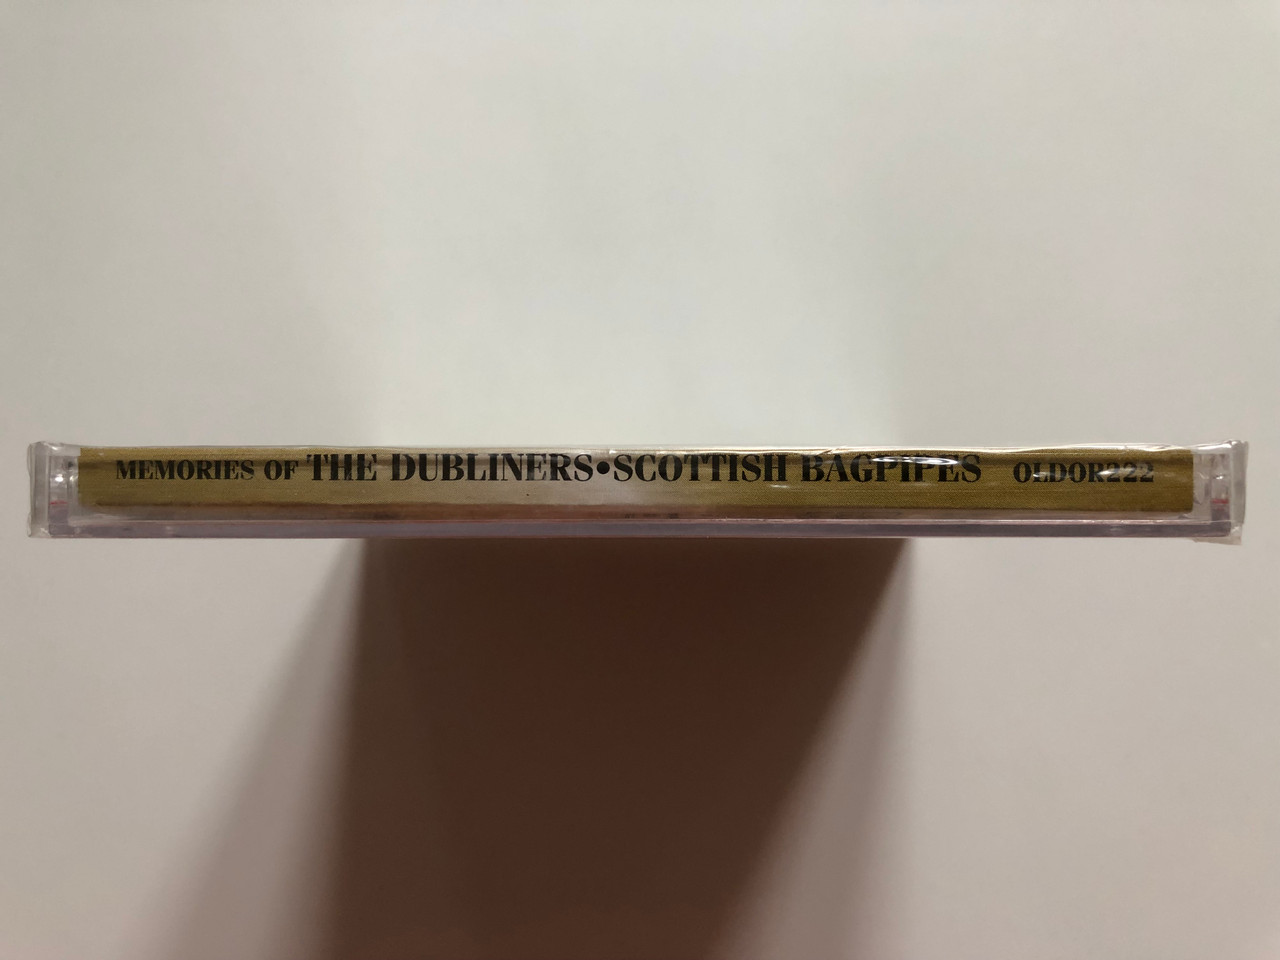 MEMORIES OF THE DUBLINERS•SCOTTISH BAGPIPES OLDOR222